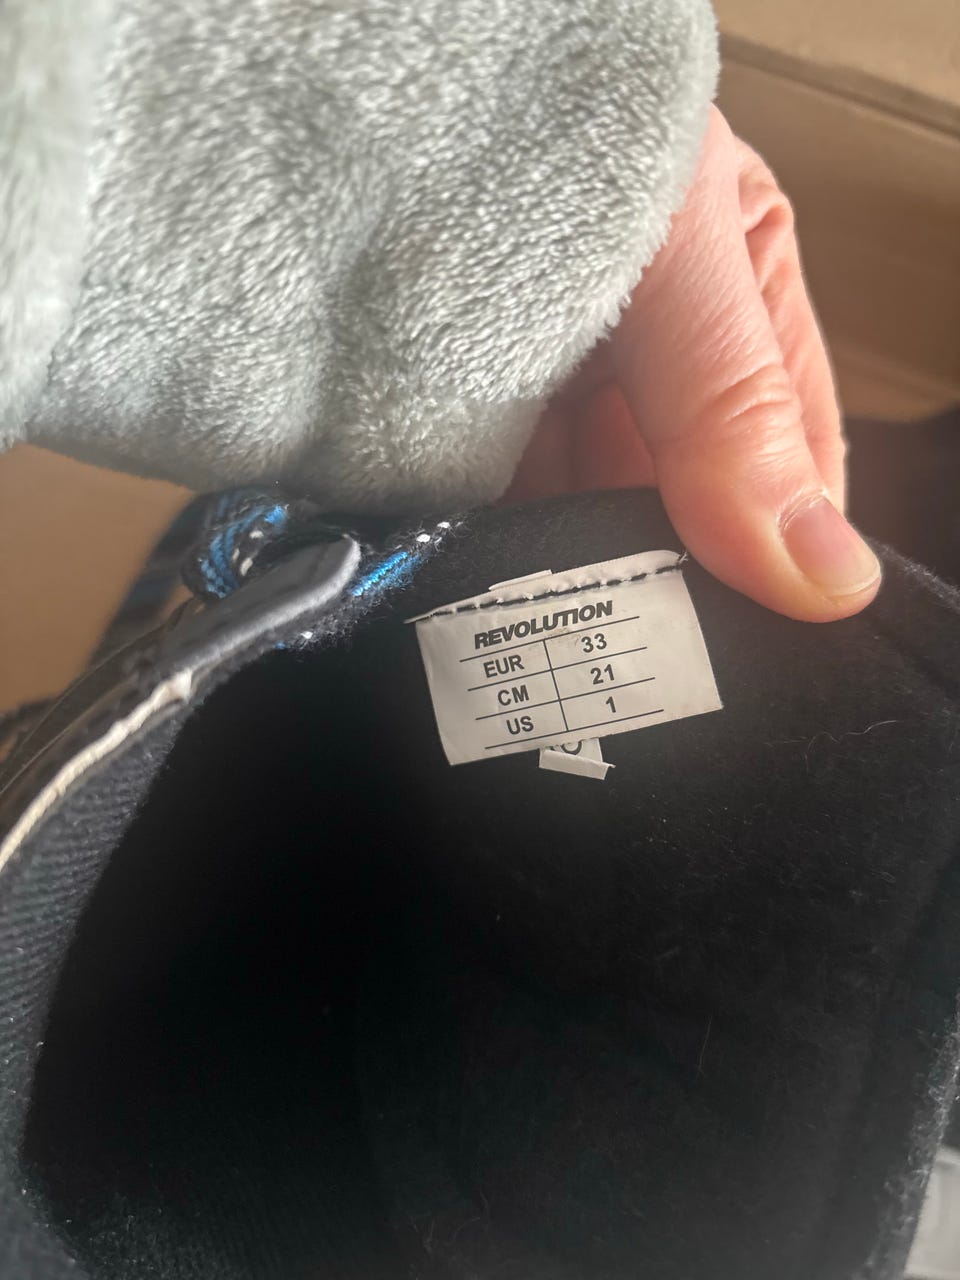 REVOLUTION
EUR 33
CM 21
US 1